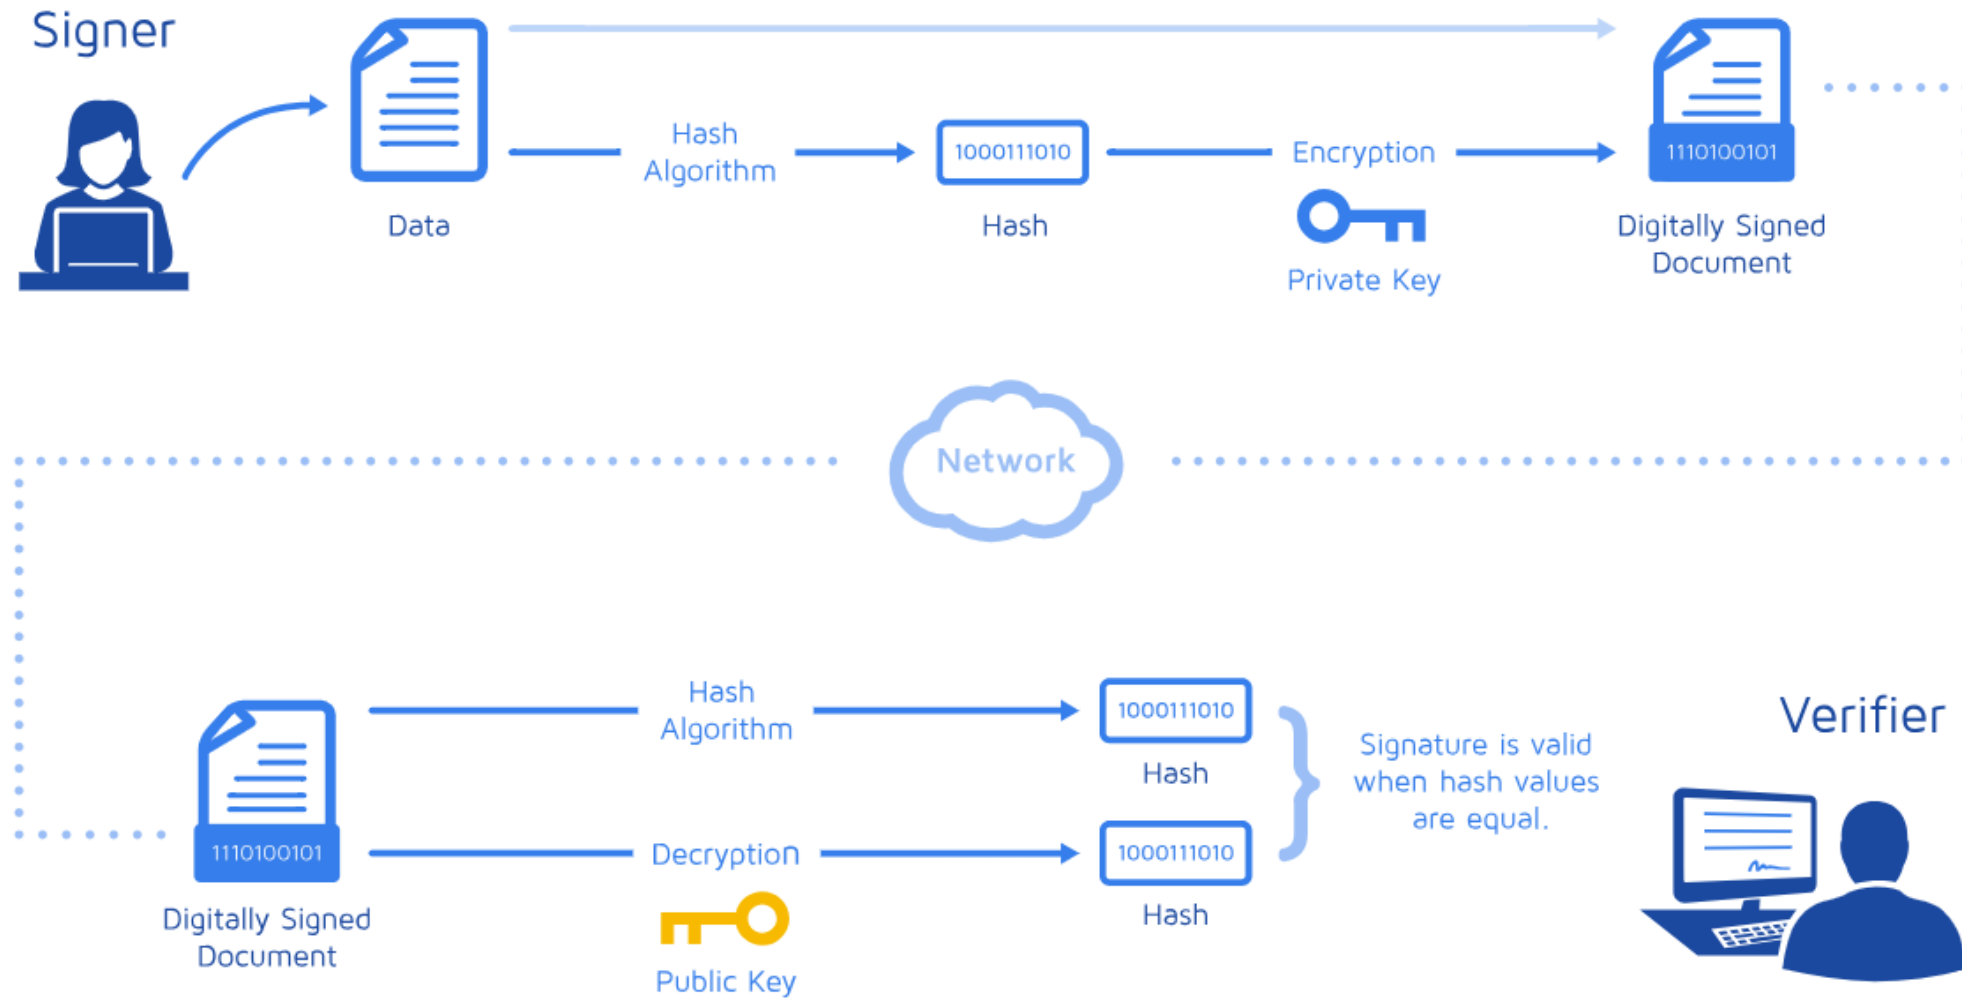 Signer
Hash
Algorithm
1000111010
Encryption
1110100101
Data
Hash
Private Key
Digitally Signed
Document
Network
Hash
Algorithm
1000111010
Hash
Signature is valid
when hash values
are equal.
Verifier
1110100101
Decryption
1000111010
Hash
Digitally Signed
Document
Public Key